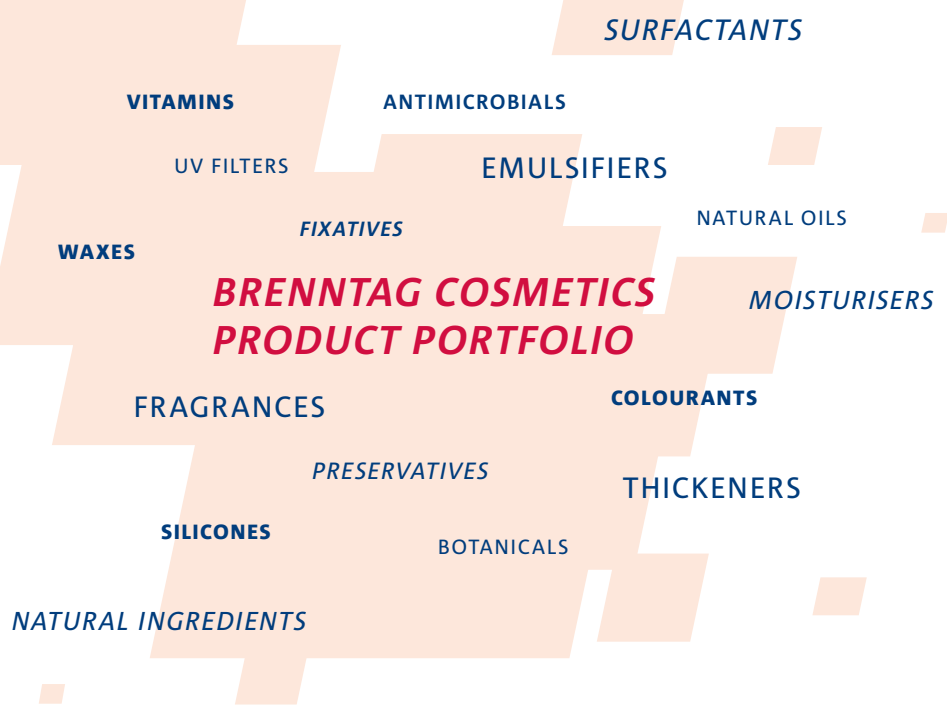 SURFACTANTS
VITAMINS
ANTIMICROBIALS
UV FILTERS
EMULSIFIERS
NATURAL OILS
FIXATIVES
WAXES
BRENNTAG COSMETICS
PRODUCT PORTFOLIO
MOISTURISERS
COLOURANTS
FRAGRANCES
PRESERVATIVES
THICKENERS
SILICONES
BOTANICALS
NATURAL INGREDIENTS